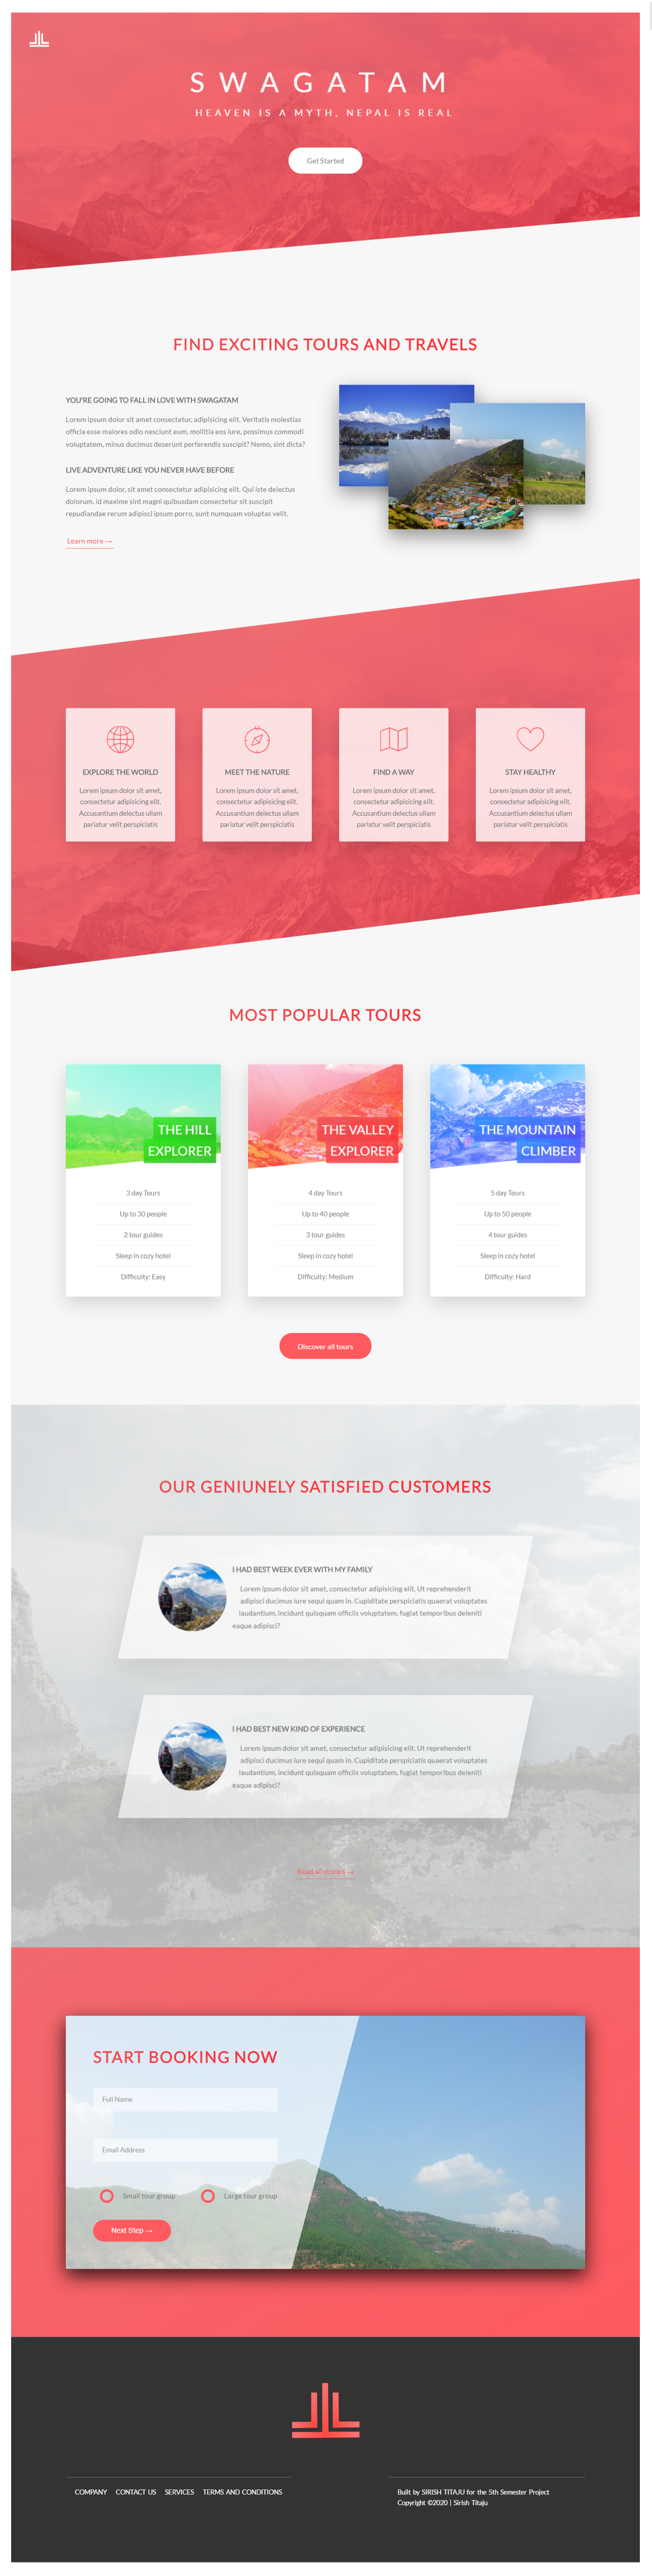 SWAGATAM
HEAVEN IS A MYTH, NEPAL IS REAL
Get Started
FIND EXCITING TOURS AND TRAVELS
YOU'RE GOING TO FALL IN LOVE WITH SWAGATAM
Lorem ipsum dolor sit amet consectetur, adipisicing elit. Veritatis molestias
officia esse maiores odio nesciunt eum, mollitia eos iure, possimus commodi
voluptatem, minus ducimus deserunt perferendis suscipit? Nemo, sint dicta?
LIVE ADVENTURE LIKE YOU NEVER HAVE BEFORE
Lorem ipsum dolor, sit amet consectetur adipisicing elit. Qui iste delectus
dolorum, id maxime sint magni quibusdam consectetur sit suscipit
repudiandae rerum adipisci ipsum porro, sunt numquam voluptas velit.
Learn more →
EXPLORE THE WORLD
Lorem ipsum dolor sit amet,
consectetur adipisicing elit.
Accusantium delectus ullam
pariatur velit perspiciatis
MEET THE NATURE
Lorem ipsum dolor sit amet,
consectetur adipisicing elit.
Accusantium delectus ullam
pariatur velit perspiciatis
FIND A WAY
Lorem ipsum dolor sit amet,
consectetur adipisicing elit.
Accusantium delectus ullam
pariatur velit perspiciatis
STAY HEALTHY
Lorem ipsum dolor sit amet,
consectetur adipisicing elit.
Accusantium delectus ullam
pariatur velit perspiciatis
MOST POPULAR TOURS
THE HILL
EXPLORER
3 day Tours
Up to 30 people
2 tour guides
Sleep in cozy hotel
Difficulty: Easy
THE VALLEY
EXPLORER
4 day Tours
Up to 40 people
3 tour guides
Sleep in cozy hotel
Difficulty: Medium
THE MOUNTAIN
CLIMBER
5 day Tours
Up to 50 people
4 tour guides
Sleep in cozy hotel
Difficulty: Hard
Discover all tours
OUR GENIUNELY SATISFIED CUSTOMERS
I HAD BEST WEEK EVER WITH MY FAMILY
Lorem ipsum dolor sit amet, consectetur adipisicing elit. Ut reprehenderit
adipisci ducimus iure sequi quam in. Cupiditate perspiciatis quaerat voluptates
laudantium, incidunt quisquam officiis voluptatem, fugiat temporibus deleniti
eaque adipisci?
I HAD BEST NEW KIND OF EXPERIENCE
Lorem ipsum dolor sit amet, consectetur adipisicing elit. Ut reprehenderit
adipisci ducimus iure sequi quam in. Cupiditate perspiciatis quaerat voluptates
laudantium, incidunt quisquam officiis voluptatem, fugiat temporibus deleniti
eaque adipisci?
Read all stories →
START BOOKING NOW
Full Name
Email Address
Small tour group Large tour group
Next Step →
COMPANY CONTACT US SERVICES TERMS AND CONDITIONS
Built by SIRISH TITAJU for the 5th Semester Project
Copyright ©2020 | Sirish Titaju